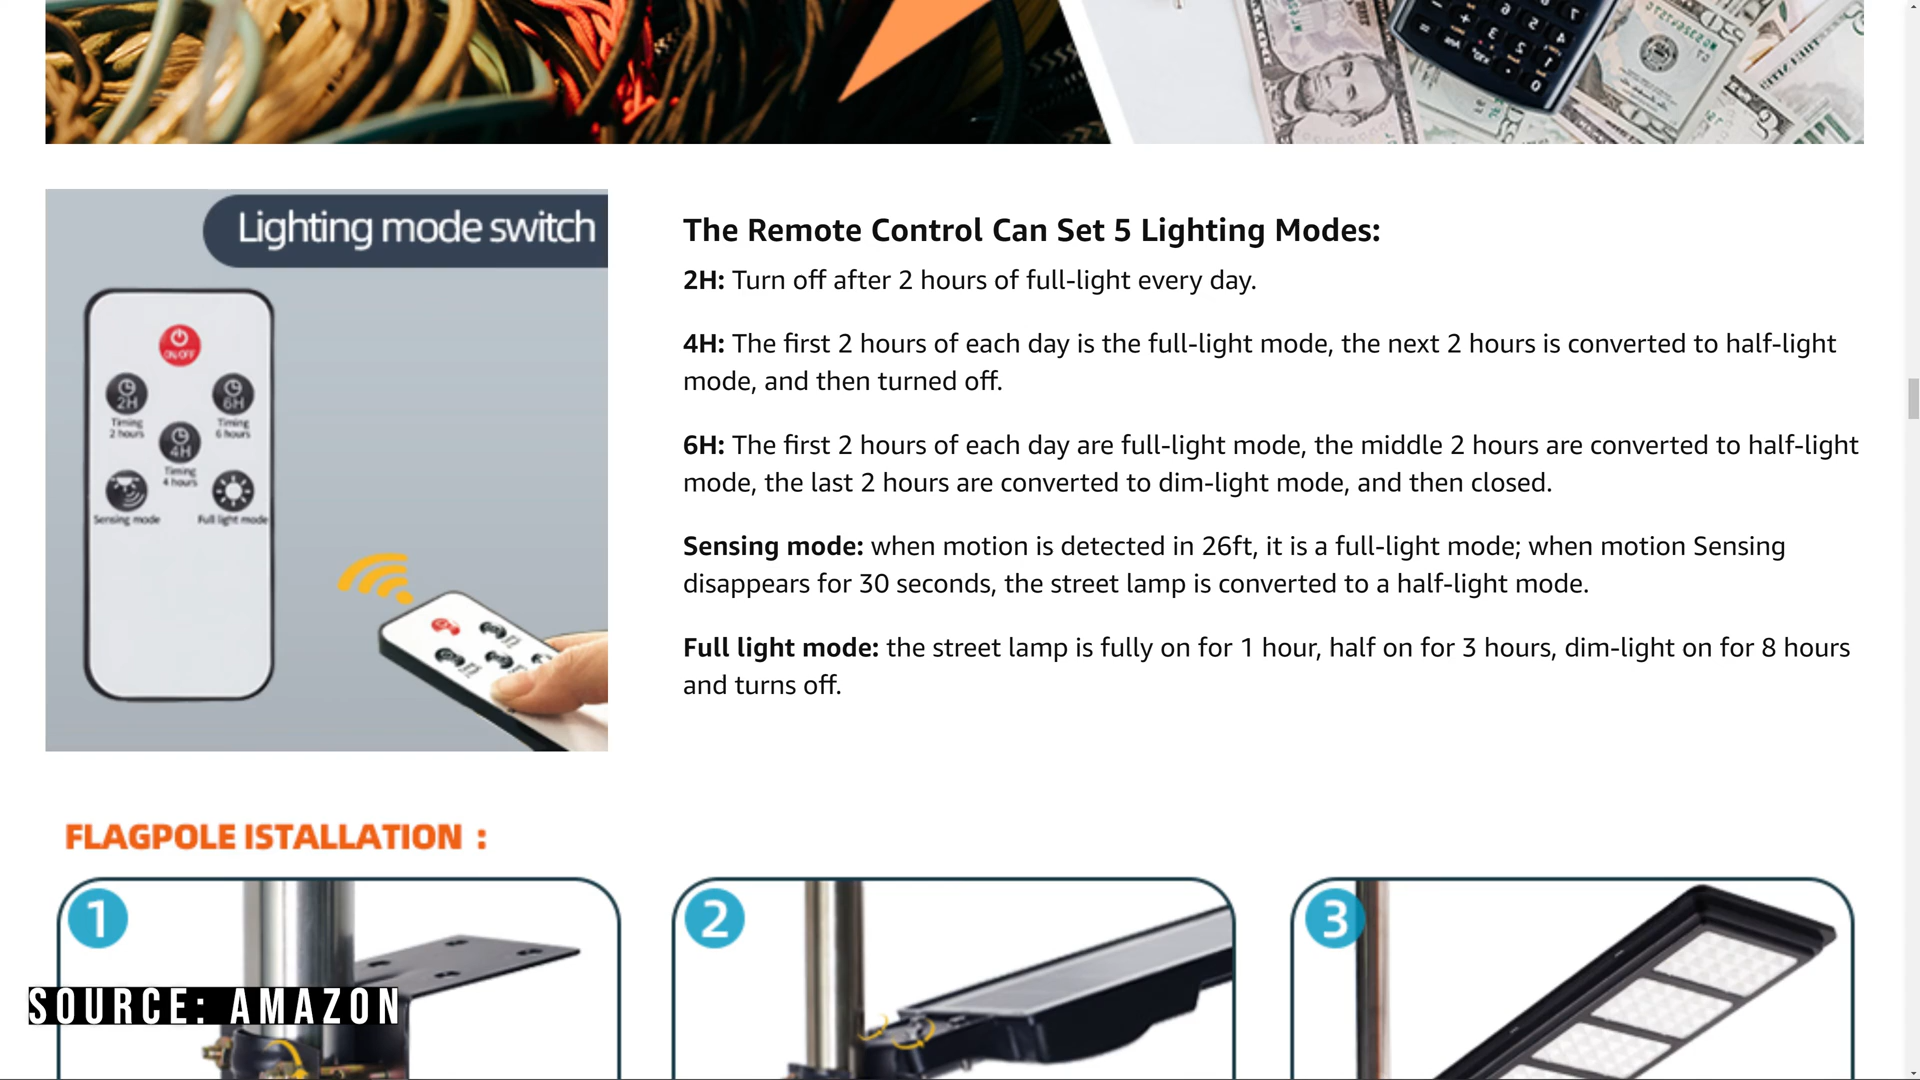 Lighting mode switch
ON/OFF
2H
6H
Timing
2 hours
Timing
6 hours
4H
Timing
4 hours
Sensing mode
Full light mode
The Remote Control Can Set 5 Lighting Modes:
2H: Turn off after 2 hours of full-light every day.
4H: The first 2 hours of each day is the full-light mode, the next 2 hours is converted to half-light
mode, and then turned off.
6H: The first 2 hours of each day are full-light mode, the middle 2 hours are converted to half-light
mode, the last 2 hours are converted to dim-light mode, and then closed.
Sensing mode: when motion is detected in 26ft, it is a full-light mode; when motion Sensing
disappears for 30 seconds, the street lamp is converted to a half-light mode.
Full light mode: the street lamp is fully on for 1 hour, half on for 3 hours, dim-light on for 8 hours
and turns off.
FLAGPOLE ISTALLATION :
1
2
3
SOURCE: AMAZON